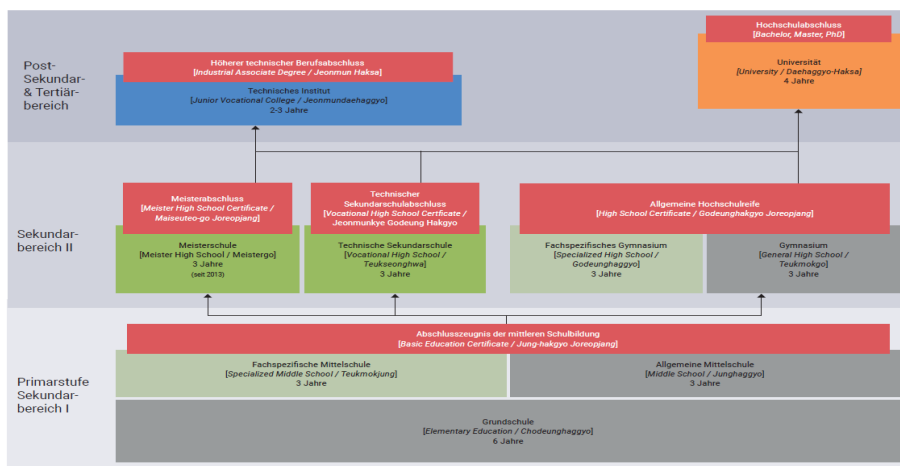 Post-
Sekundar-
& Tertiär-
bereich
Höherer technischer Berufsabschluss
[Industrial Associate Degree / Jeonmun Haksa]
Technisches Institut
[Junior Vocational College / Jeonmundaehaggyo]
2-3 Jahre
Hochschulabschluss
[Bachelor, Master, PhD]
Universität
[University / Daehaggyo-Haksa]
4 Jahre
Sekundar-
bereich II
Meisterabschluss
[Meister High School Certificate /
Maiseuteo-go Joreopjang]
Meisterschule
[Meister High School / Meistergo]
3 Jahre
(seit 2013)
Technischer
Sekundarschulabschluss
[Vocational High School Certficate /
Jeonmunkye Godeung Hakgyo
Technische Sekundarschule
[Vocational High School /
Teukseonghwa]
3 Jahre
Allgemeine Hochschulreife
[High School Certificate / Godeunghakgyo Joreopjang]
Fachspezifisches Gymnasium
[Specialized High School /
Godeunghaggyo]
3 Jahre
Gymnasium
[General High School /
Teukmokgo]
3 Jahre
Primarstufe
Sekundar-
bereich I
Abschlusszeugnis der mittleren Schulbildung
[Basic Education Certificate / Jung-hakgyo Joreopjang]
Fachspezifische Mittelschule
[Specialized Middle School / Teukmokjung]
3 Jahre
Allgemeine Mittelschule
[Middle School / Junghaggyo]
3 Jahre
Grundschule
[Elementary Education / Chodeunghaggyo]
6 Jahre